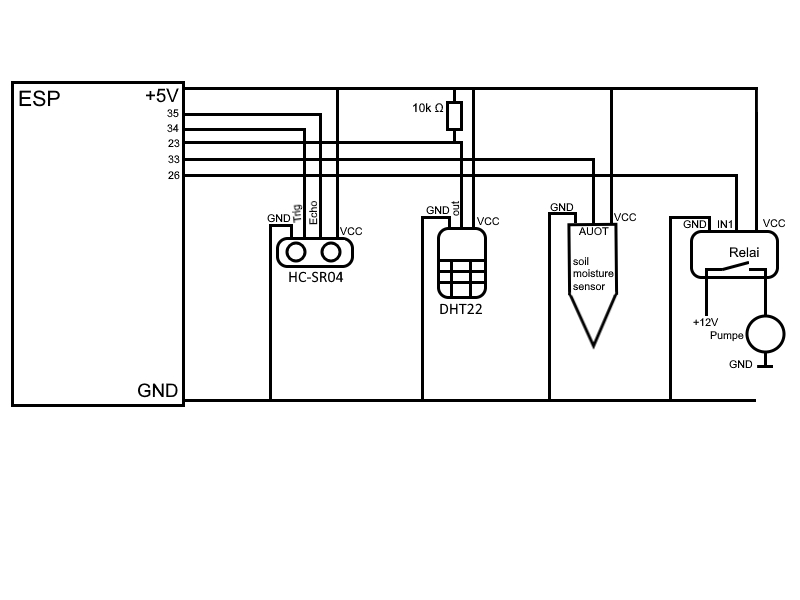 ESP
+5V
35
34
23
33
26
GND
10k Ω
GND
Trig
Echo
VCC
HC-SR04
GND
out
VCC
DHT22
GND
VCC
AUOT
soil
moisture
sensor
GND
IN1
VCC
Relai
+12V
Pumpe
GND